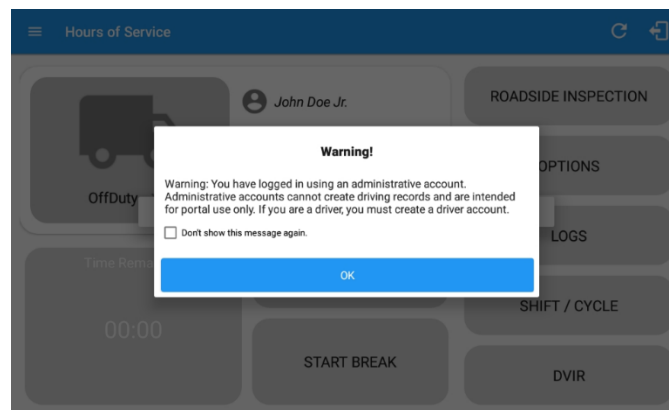 Hours of Service
John Doe Jr.
ROADSIDE INSPECTION
OPTIONS
OffDuty
LOGS
Warning!
Warning: You have logged in using an administrative account.
Administrative accounts cannot create driving records and are intended
for portal use only. If you are a driver, you must create a driver account.
Don't show this message again.
OK
Time Rema
00:00
START BREAK
SHIFT / CYCLE
DVIR